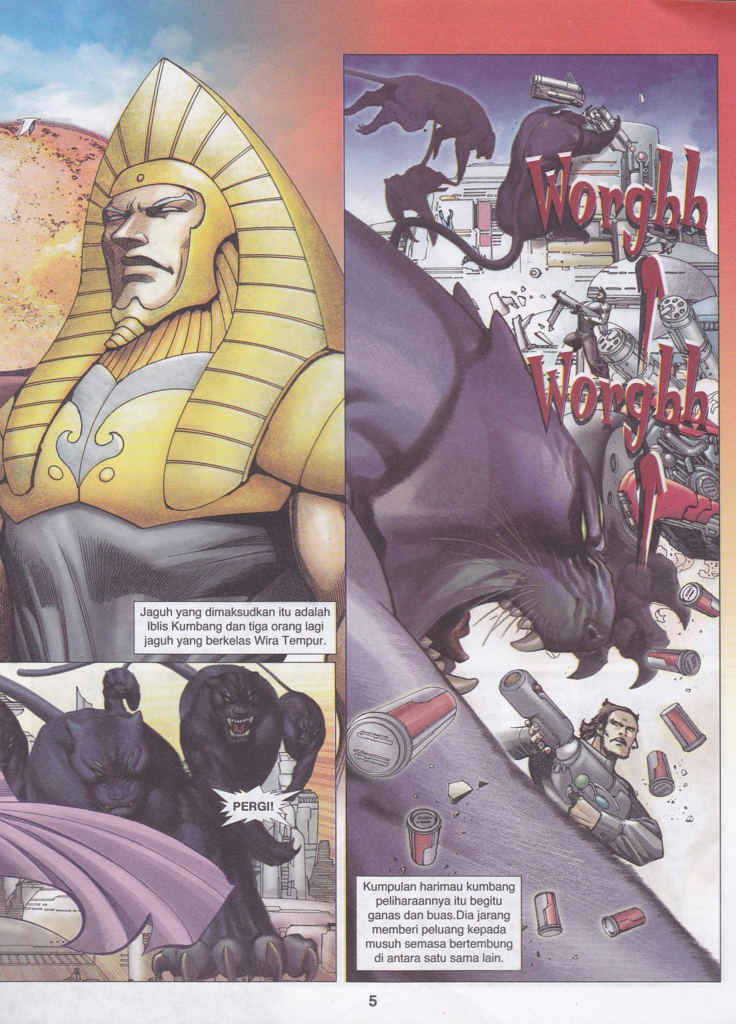 Jaguh yang dimaksudkan itu adalah
Iblis Kumbang dan tiga orang lagi
jaguh yang berkelas Wira Tempur.
PERGI!
Worghh
Worghh
Kumpulan harimau kumbang
peliharaannya itu begitu
ganas dan buas.Dia jarang
memberi peluang kepada
musuh semasa bertembung
di antara satu sama lain.
5